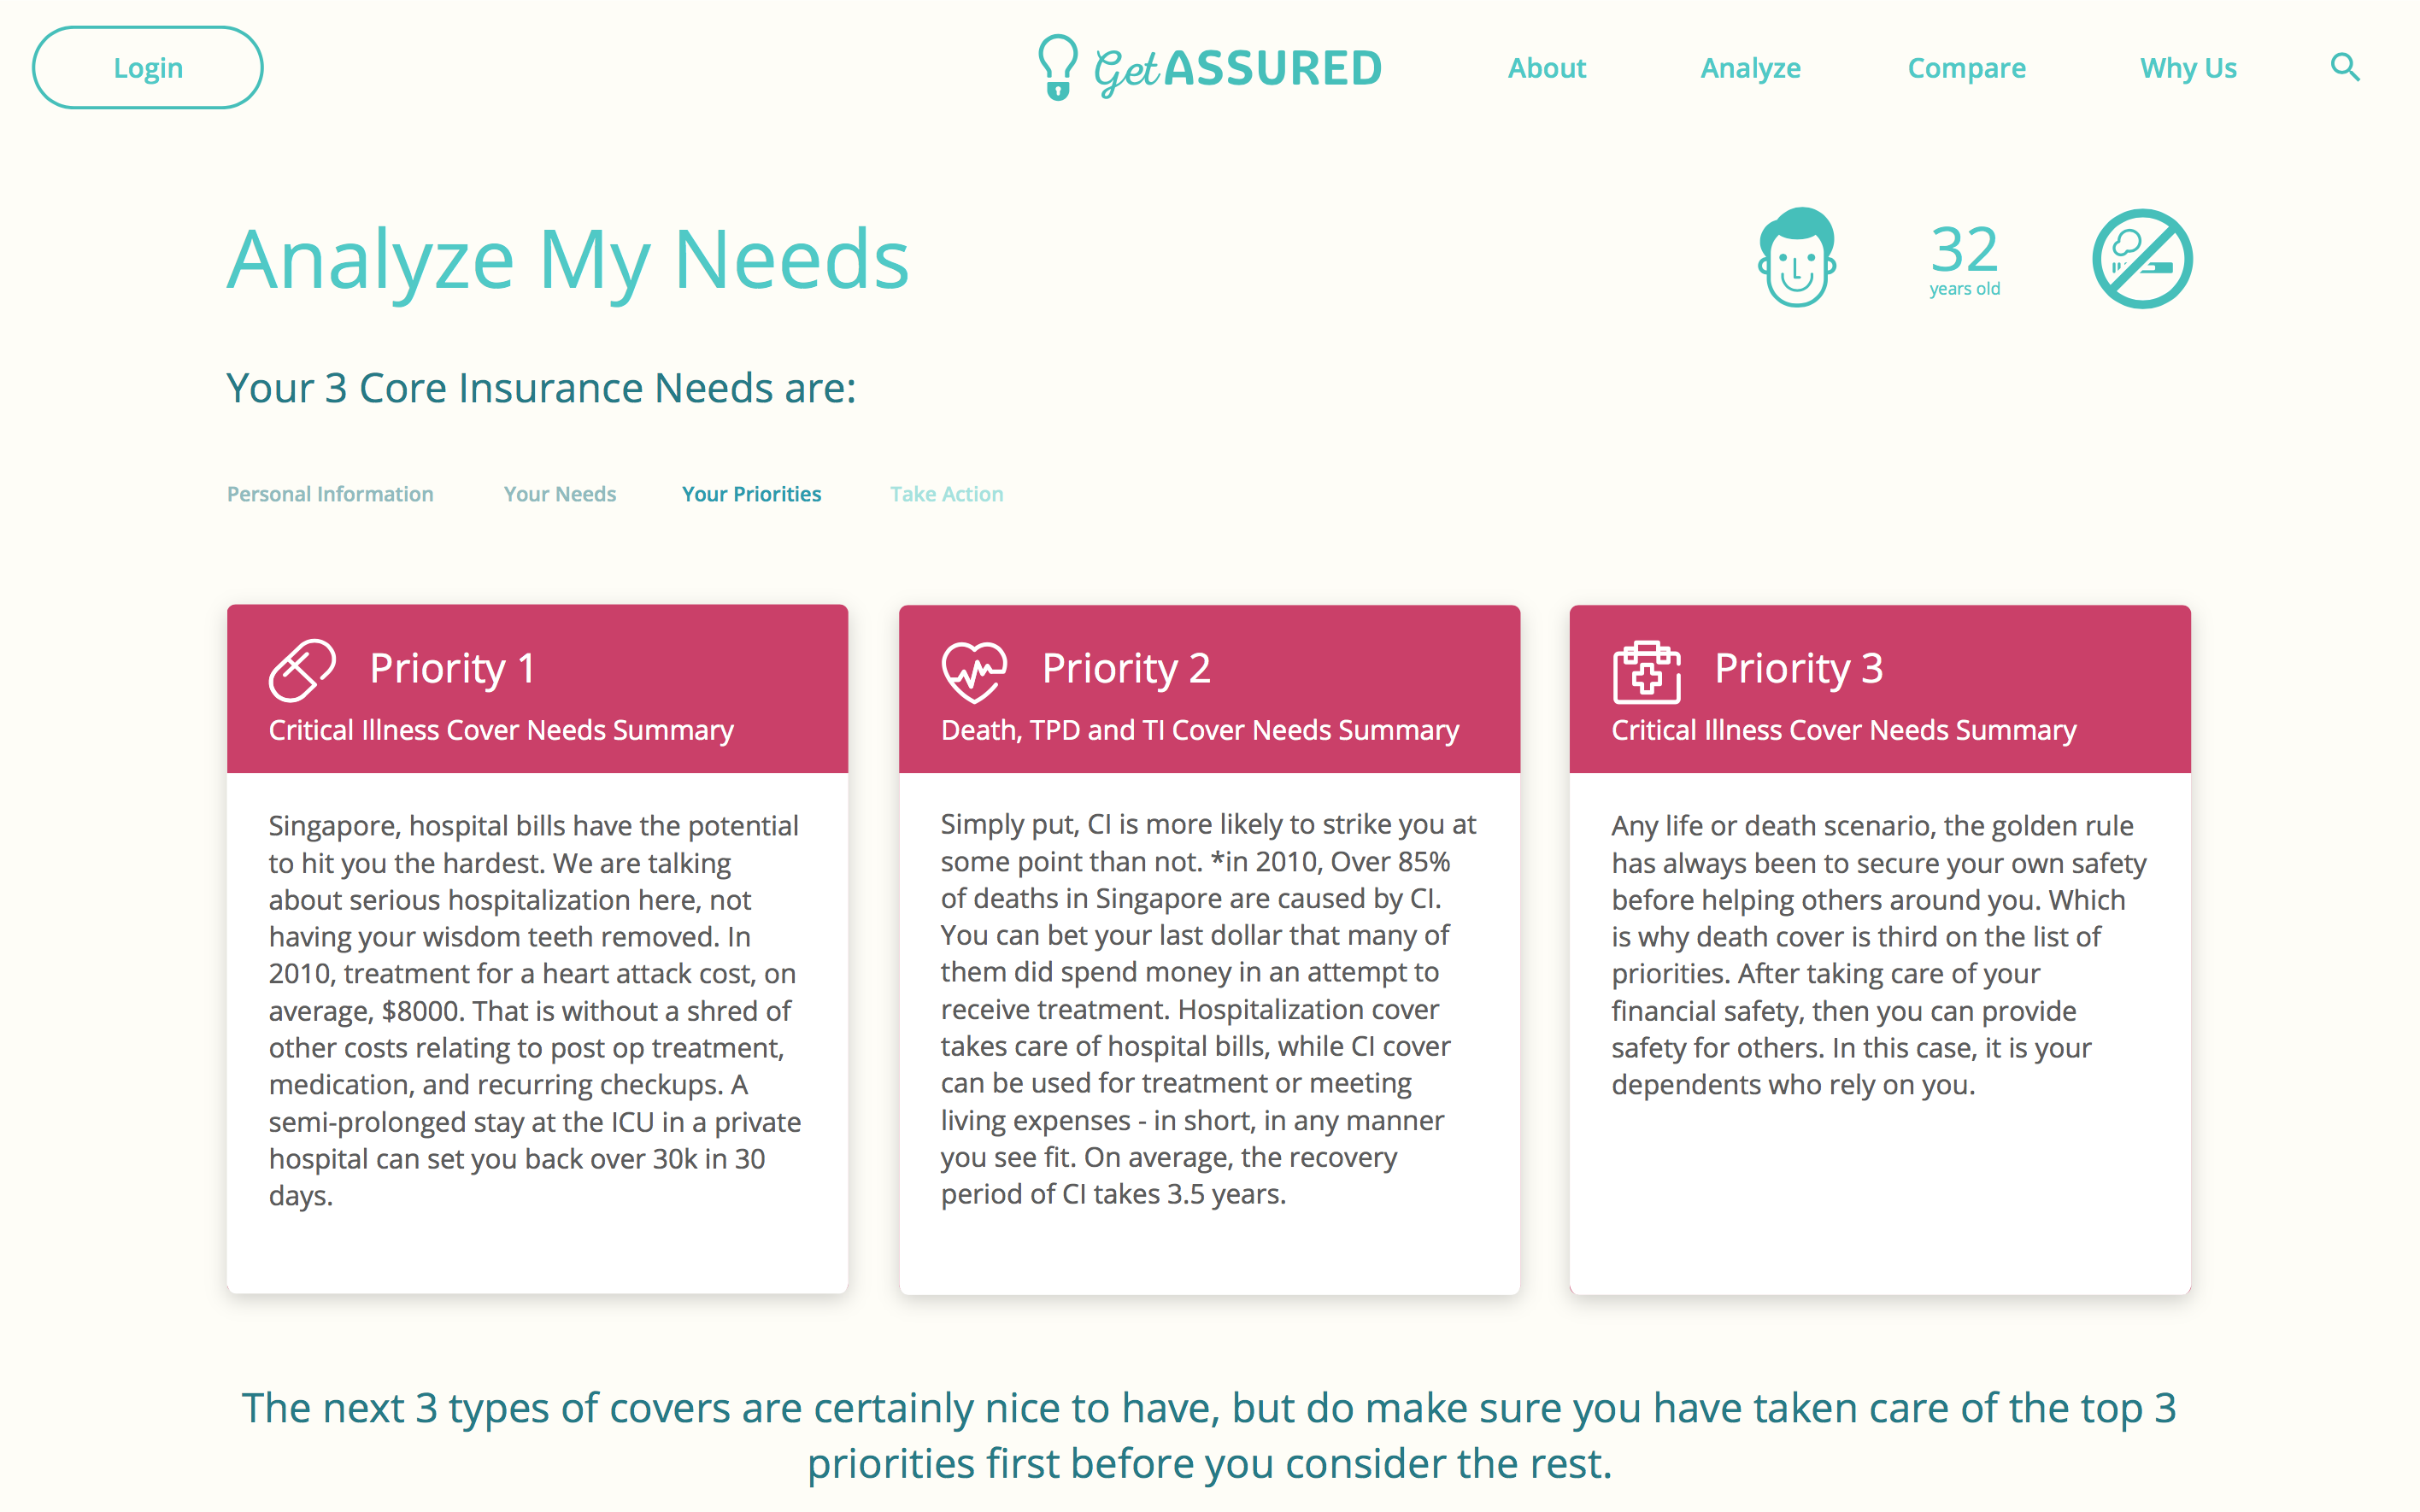 Login
Get ASSURED
About
Analyze
Compare
Why Us
Analyze My Needs
32
years old
Your 3 Core Insurance Needs are:
Personal Information
Your Needs
Your Priorities
Take Action
Priority 1
Critical Illness Cover Needs Summary
Singapore, hospital bills have the potential
to hit you the hardest. We are talking
about serious hospitalization here, not
having your wisdom teeth removed. In
2010, treatment for a heart attack cost, on
average, $8000. That is without a shred of
other costs relating to post op treatment,
medication, and recurring checkups. A
semi-prolonged stay at the ICU in a private
hospital can set you back over 30k in 30
days.
Priority 2
Death, TPD and TI Cover Needs Summary
Simply put, CI is more likely to strike you at
some point than not. *in 2010, Over 85%
of deaths in Singapore are caused by CI.
You can bet your last dollar that many of
them did spend money in an attempt to
receive treatment. Hospitalization cover
takes care of hospital bills, while CI cover
can be used for treatment or meeting
living expenses - in short, in any manner
you see fit. On average, the recovery
period of CI takes 3.5 years.
Priority 3
Critical Illness Cover Needs Summary
Any life or death scenario, the golden rule
has always been to secure your own safety
before helping others around you. Which
is why death cover is third on the list of
priorities. After taking care of your
financial safety, then you can provide
safety for others. In this case, it is your
dependents who rely on you.
The next 3 types of covers are certainly nice to have, but do make sure you have taken care of the top 3
priorities first before you consider the rest.